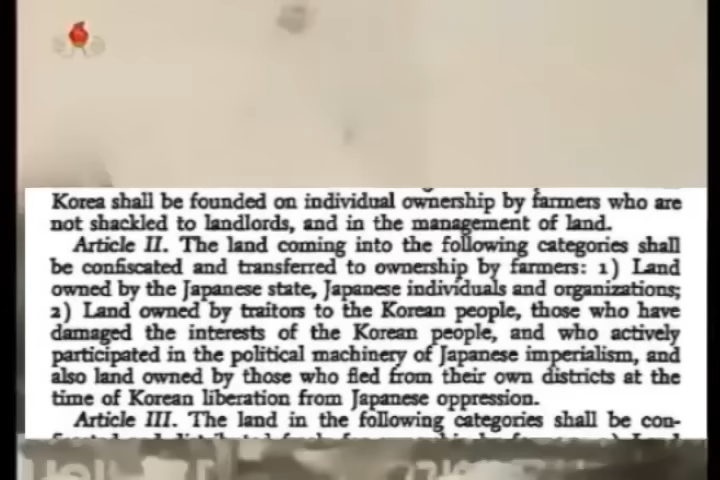 Korea shall be founded on individual ownership by farmers who are
not shackled to landlords, and in the management of land.
Article II. The land coming into the following categories shall
be confiscated and transferred to ownership by farmers: 1) Land
owned by the Japanese state, Japanese individuals and organizations;
2) Land owned by traitors to the Korean people, those who have
damaged the interests of the Korean people, and who actively
participated in the political machinery of Japanese imperialism, and
also land owned by those who fled from their own districts at the
time of Korean liberation from Japanese oppression.
Article III. The land in the following categories shall be con-